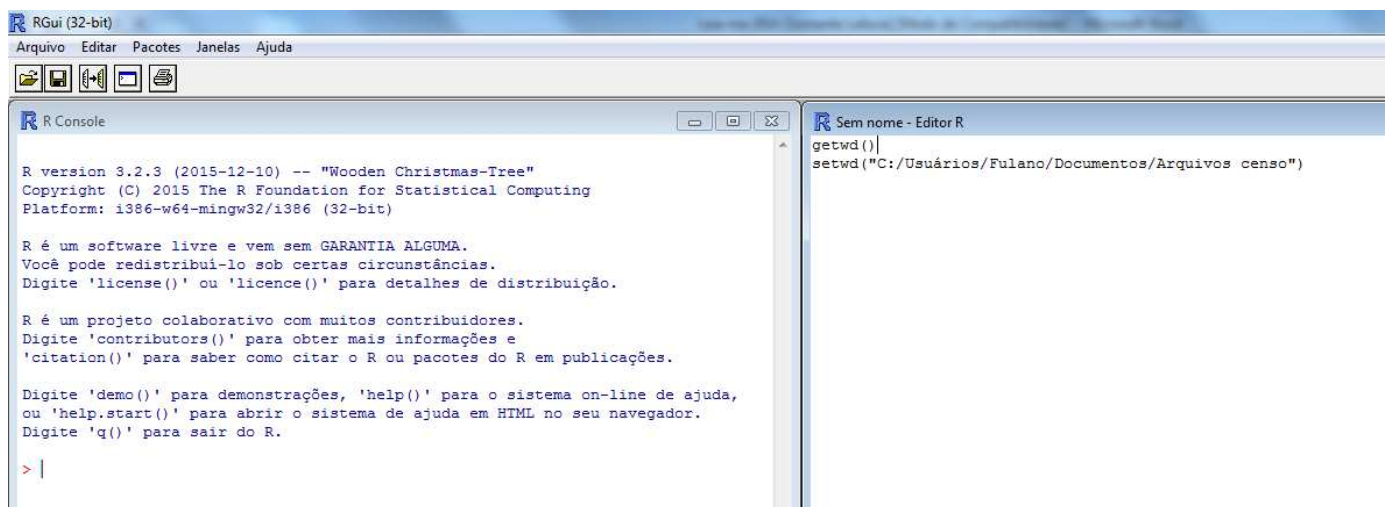 RGui (32-bit)
Arquivo Editar Pacotes Janelas Ajuda
R Console
R version 3.2.3 (2015-12-10) -- "Wooden Christmas-Tree"
Copyright (C) 2015 The R Foundation for Statistical Computing
Platform: i386-w64-mingw32/i386 (32-bit)
R é um software livre e vem sem GARANTIA ALGUMA.
Você pode redistribuí-lo sob certas circunstâncias.
Digite 'license()' ou 'licence()' para detalhes de distribuição.
R é um projeto colaborativo com muitos contribuidores.
Digite 'contributors()' para obter mais informações e
'citation()' para saber como citar o R ou pacotes do R em publicações.
Digite 'demo()' para demonstrações, 'help()' para o sistema on-line de ajuda,
ou 'help.start()' para abrir o sistema de ajuda em HTML no seu navegador.
Digite 'q()' para sair do R.
>
Sem nome - Editor R
getwd()
setwd("C:/Usuários/Fulano/Documentos/Arquivos censo")